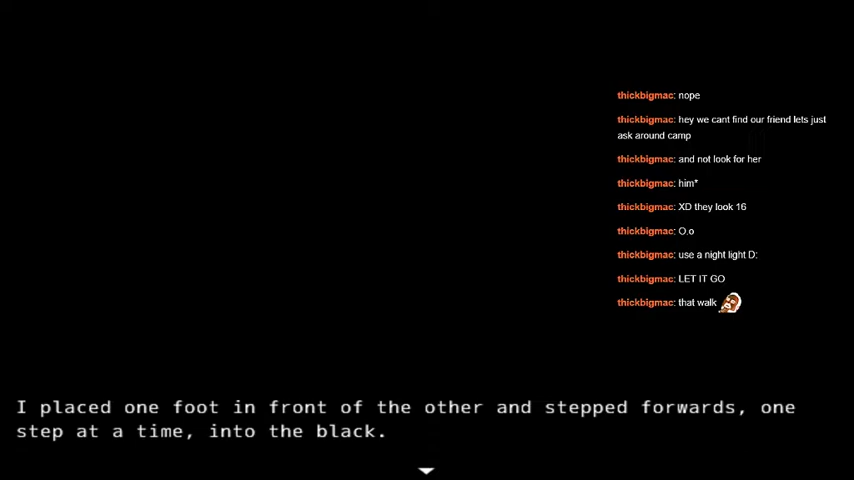 thickbigmac: nope
thickbigmac: hey we cant find our friend lets just
ask around camp
thickbigmac: and not look for her
thickbigmac: him*
thickbigmac: XD they look 16
thickbigmac: O.o
thickbigmac: use a night light D:
thickbigmac: LET IT GO
thickbigmac: that walk
I placed one foot in front of the other and stepped forwards, one
step at a time, into the black.